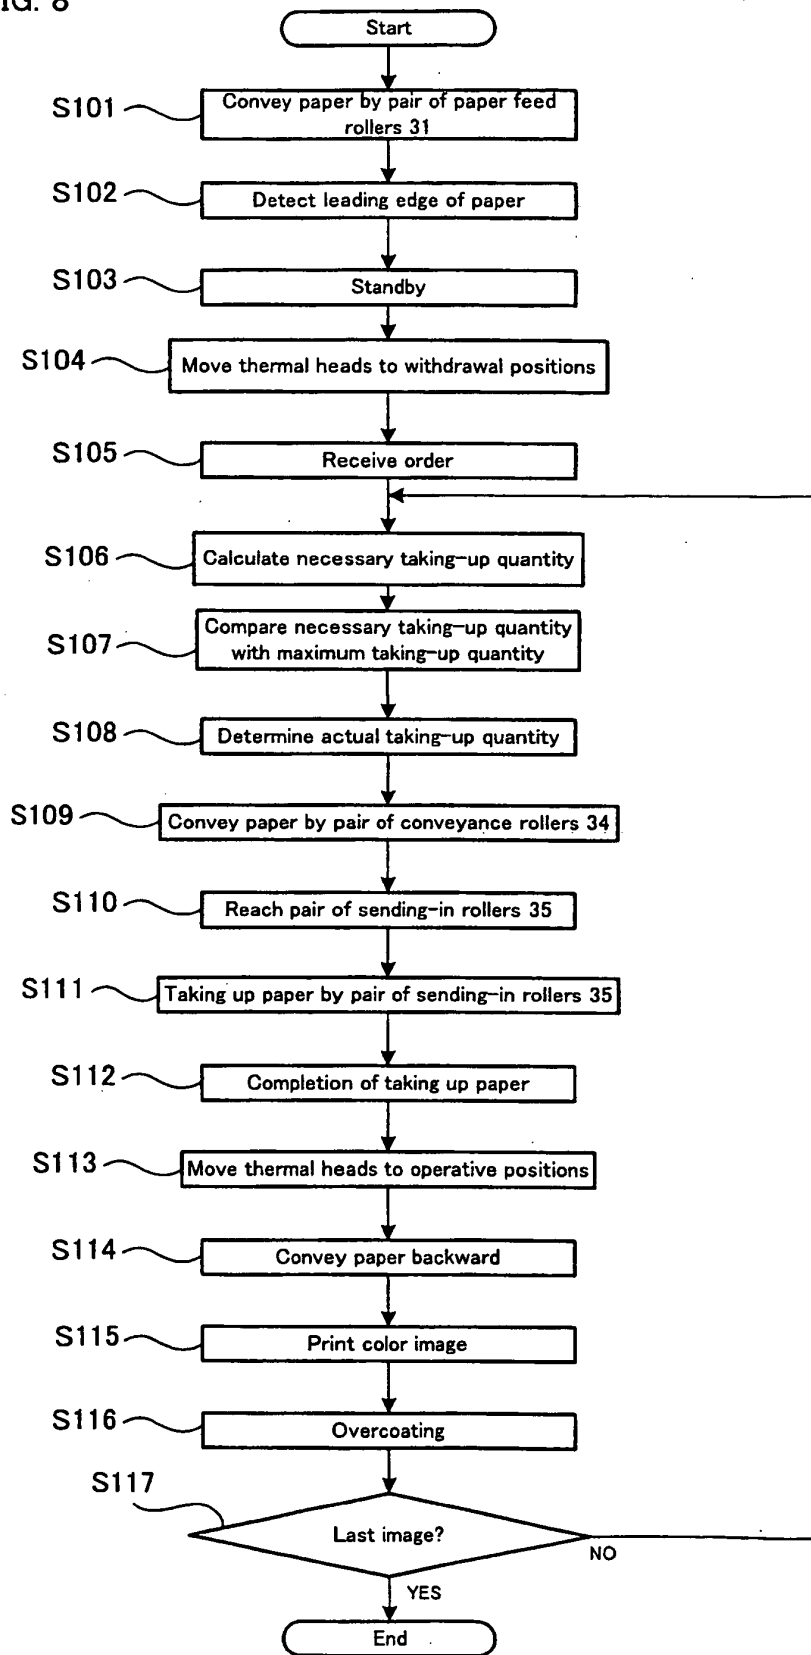 FIG. 8
Start
S101
Convey paper by pair of paper feed
rollers 31
S102
Detect leading edge of paper
S103
Standby
S104
Move thermal heads to withdrawal positions
S105
Receive order
S106
Calculate necessary taking-up quantity
S107
Compare necessary taking-up quantity
with maximum taking-up quantity
S108
Determine actual taking-up quantity
S109
Convey paper by pair of conveyance rollers 34
S110
Reach pair of sending-in rollers 35
S111
Taking up paper by pair of sending-in rollers 35
S112
Completion of taking up paper
S113
Move thermal heads to operative positions
S114
Convey paper backward
S115
Print color image
S116
Overcoating
S117
Last image?
NO
YES
End